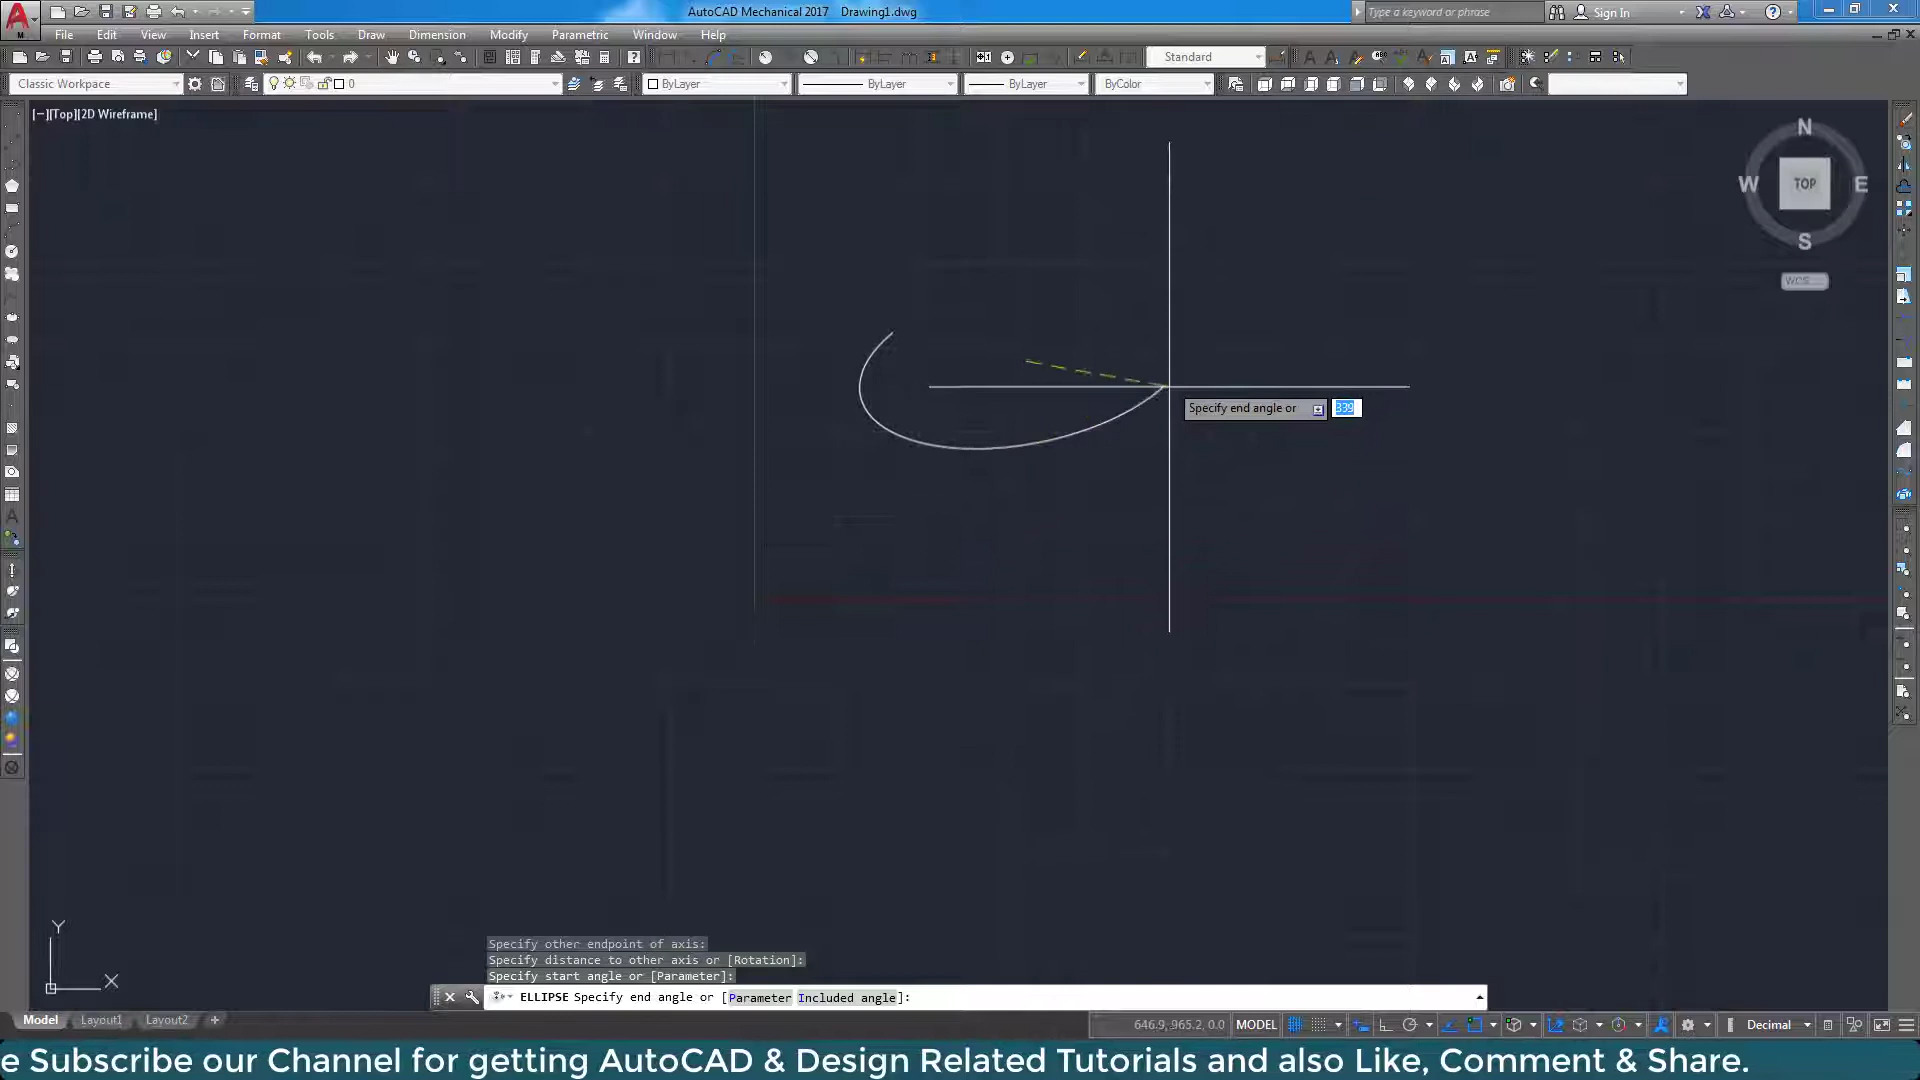 AutoCAD Mechanical 2017 Drawing1.dwg
Type a keyword or phrase
Sign In
File Edit View Insert Format Tools Draw Dimension Modify Parametric Window Help
Standard
Classic Workspace
0
ByLayer
ByLayer
ByLayer
ByColor
[−][Top][2D Wireframe]
N
W TOP E
S
WCS
Specify end angle or 339
Y
X
Specify other endpoint of axis:
Specify distance to other axis or [Rotation]:
Specify start angle or [Parameter]:
ELLIPSE Specify end angle or [Parameter Included angle]:
Model Layout1 Layout2 +
646.9, 965.2, 0.0 MODEL Decimal
e Subscribe our Channel for getting AutoCAD & Design Related Tutorials and also Like, Comment & Share.